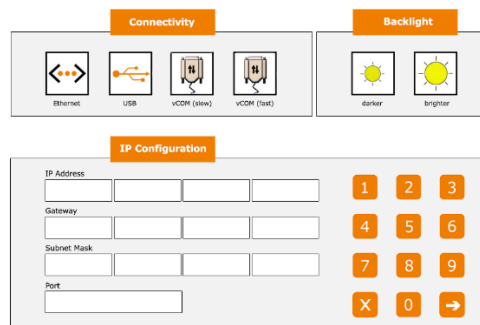 Connectivity
Backlight
Ethernet
USB
vCOM (slow)
vCOM (fast)
darker
brighter
IP Configuration
IP Address
Gateway
Subnet Mask
Port
1 2 3
4 5 6
7 8 9
X 0